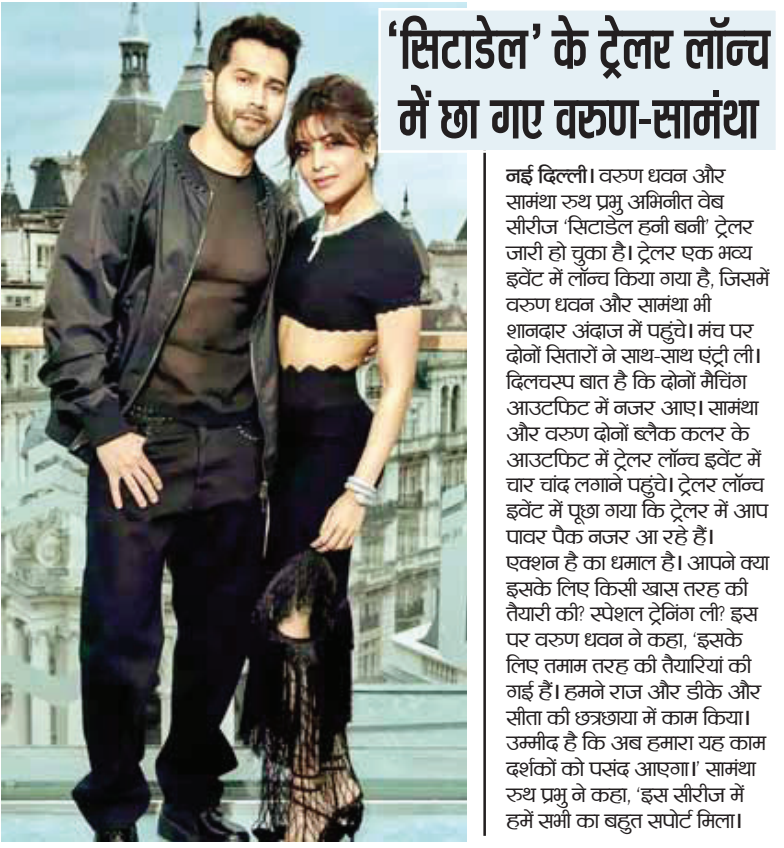 ‘सिटाडेल’ के ट्रेलर लॉन्च
में छा गए वरुण-सामंथा
नई दिल्ली। वरुण धवन और
सामंथा रुथ प्रभु अभिनीत वेब
सीरीज ‘सिटाडेल हनी बनी’ ट्रेलर
जारी हो चुका है। ट्रेलर एक भव्य
इवेंट में लॉन्च किया गया है, जिसमें
वरुण धवन और सामंथा भी
शानदार अंदाज में पहुंचे। मंच पर
दोनों सितारों ने साथ-साथ एंट्री ली।
दिलचस्प बात है कि दोनों मैचिंग
आउटफिट में नजर आए। सामंथा
और वरुण दोनों ब्लैक कलर के
आउटफिट में ट्रेलर लॉन्च इवेंट में
चार चांद लगाने पहुंचे। ट्रेलर लॉन्च
इवेंट में पूछा गया कि ट्रेलर में आप
पावर पैक नजर आ रहे हैं।
एक्शन है का धमाल है। आपने क्या
इसके लिए किसी खास तरह की
तैयारी की? स्पेशल ट्रेनिंग ली? इस
पर वरुण धवन ने कहा, ‘इसके
लिए तमाम तरह की तैयारियां की
गई हैं। हमने राज और डीके और
सीता की छत्रछाया में काम किया।
उम्मीद है कि अब हमारा यह काम
दर्शकों को पसंद आएगा।’ सामंथा
रुथ प्रभु ने कहा, ‘इस सीरीज में
हमें सभी का बहुत सपोर्ट मिला।